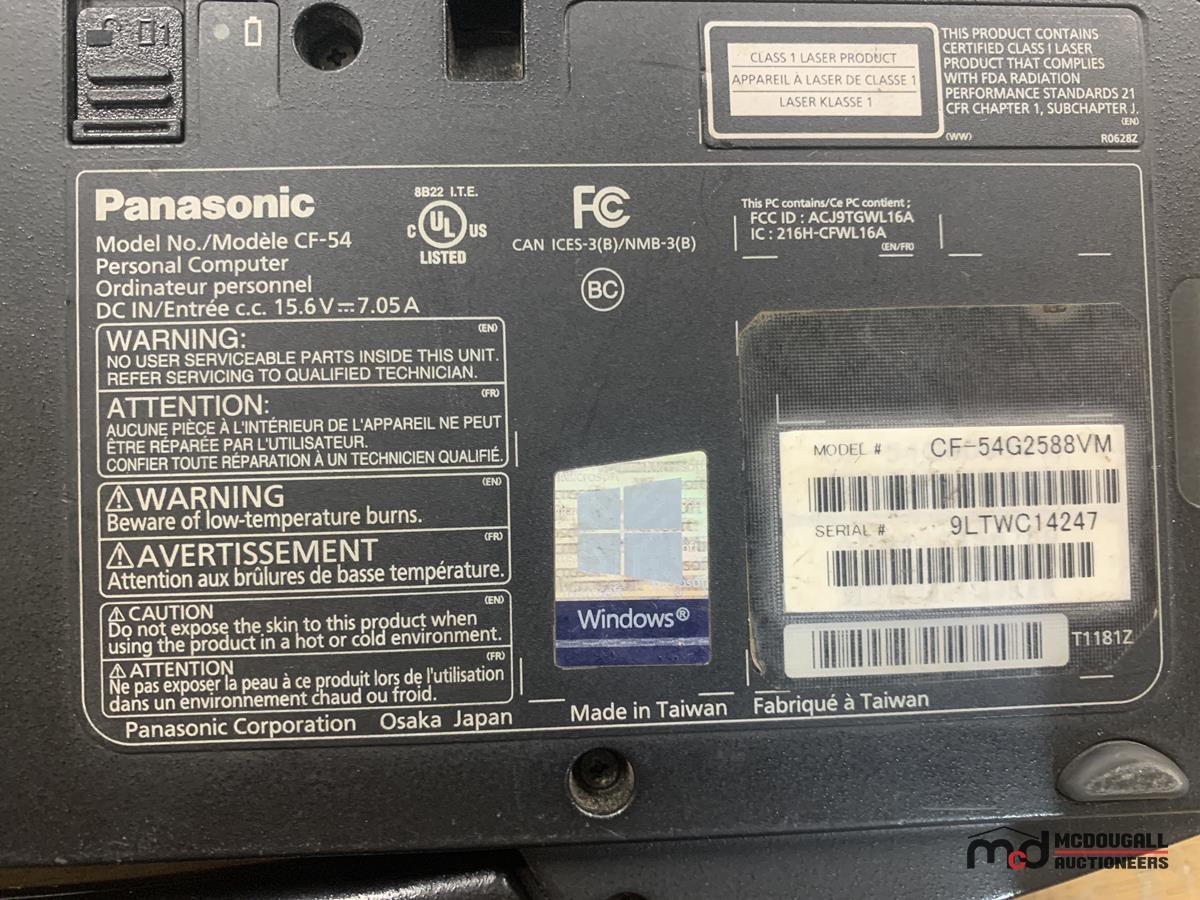 1
CLASS 1 LASER PRODUCT
APPAREIL À LASER DE CLASSE 1
LASER KLASSE 1
(WW)
THIS PRODUCT CONTAINS
CERTIFIED CLASS I LASER
PRODUCT THAT COMPLIES
WITH FDA RADIATION
PERFORMANCE STANDARDS 21
CFR CHAPTER 1, SUBCHAPTER J.
(EN)
R0628Z
Panasonic
Model No./Modèle CF-54
Personal Computer
Ordinateur personnel
DC IN/Entrée c.c. 15.6 V⎓7.05 A
8B22 I.T.E.
C UL US
LISTED
FC
CAN ICES-3(B)/NMB-3(B)
BC
This PC contains/Ce PC contient ;
FCC ID : ACJ9TGWL16A
IC : 216H-CFWL16A
(EN/FR)
WARNING: (EN)
NO USER SERVICEABLE PARTS INSIDE THIS UNIT.
REFER SERVICING TO QUALIFIED TECHNICIAN.
ATTENTION: (FR)
AUCUNE PIÈCE À L'INTÉRIEUR DE L'APPAREIL NE PEUT
ÊTRE RÉPARÉE PAR L'UTILISATEUR.
CONFIER TOUTE RÉPARATION À UN TECHNICIEN QUALIFIÉ.
⚠WARNING (EN)
Beware of low-temperature burns.
⚠AVERTISSEMENT (FR)
Attention aux brûlures de basse température.
⚠CAUTION (EN)
Do not expose the skin to this product when
using the product in a hot or cold environment.
⚠ATTENTION (FR)
Ne pas exposer la peau à ce produit lors de l'utilisation
dans un environnement chaud ou froid.
Panasonic Corporation Osaka Japan
Microsoft
Windows®
MODEL # CF-54G2588VM
SERIAL # 9LTWC14247
T1181Z
Made in Taiwan Fabriqué à Taiwan
mcd MCDOUGALL
AUCTIONEERS